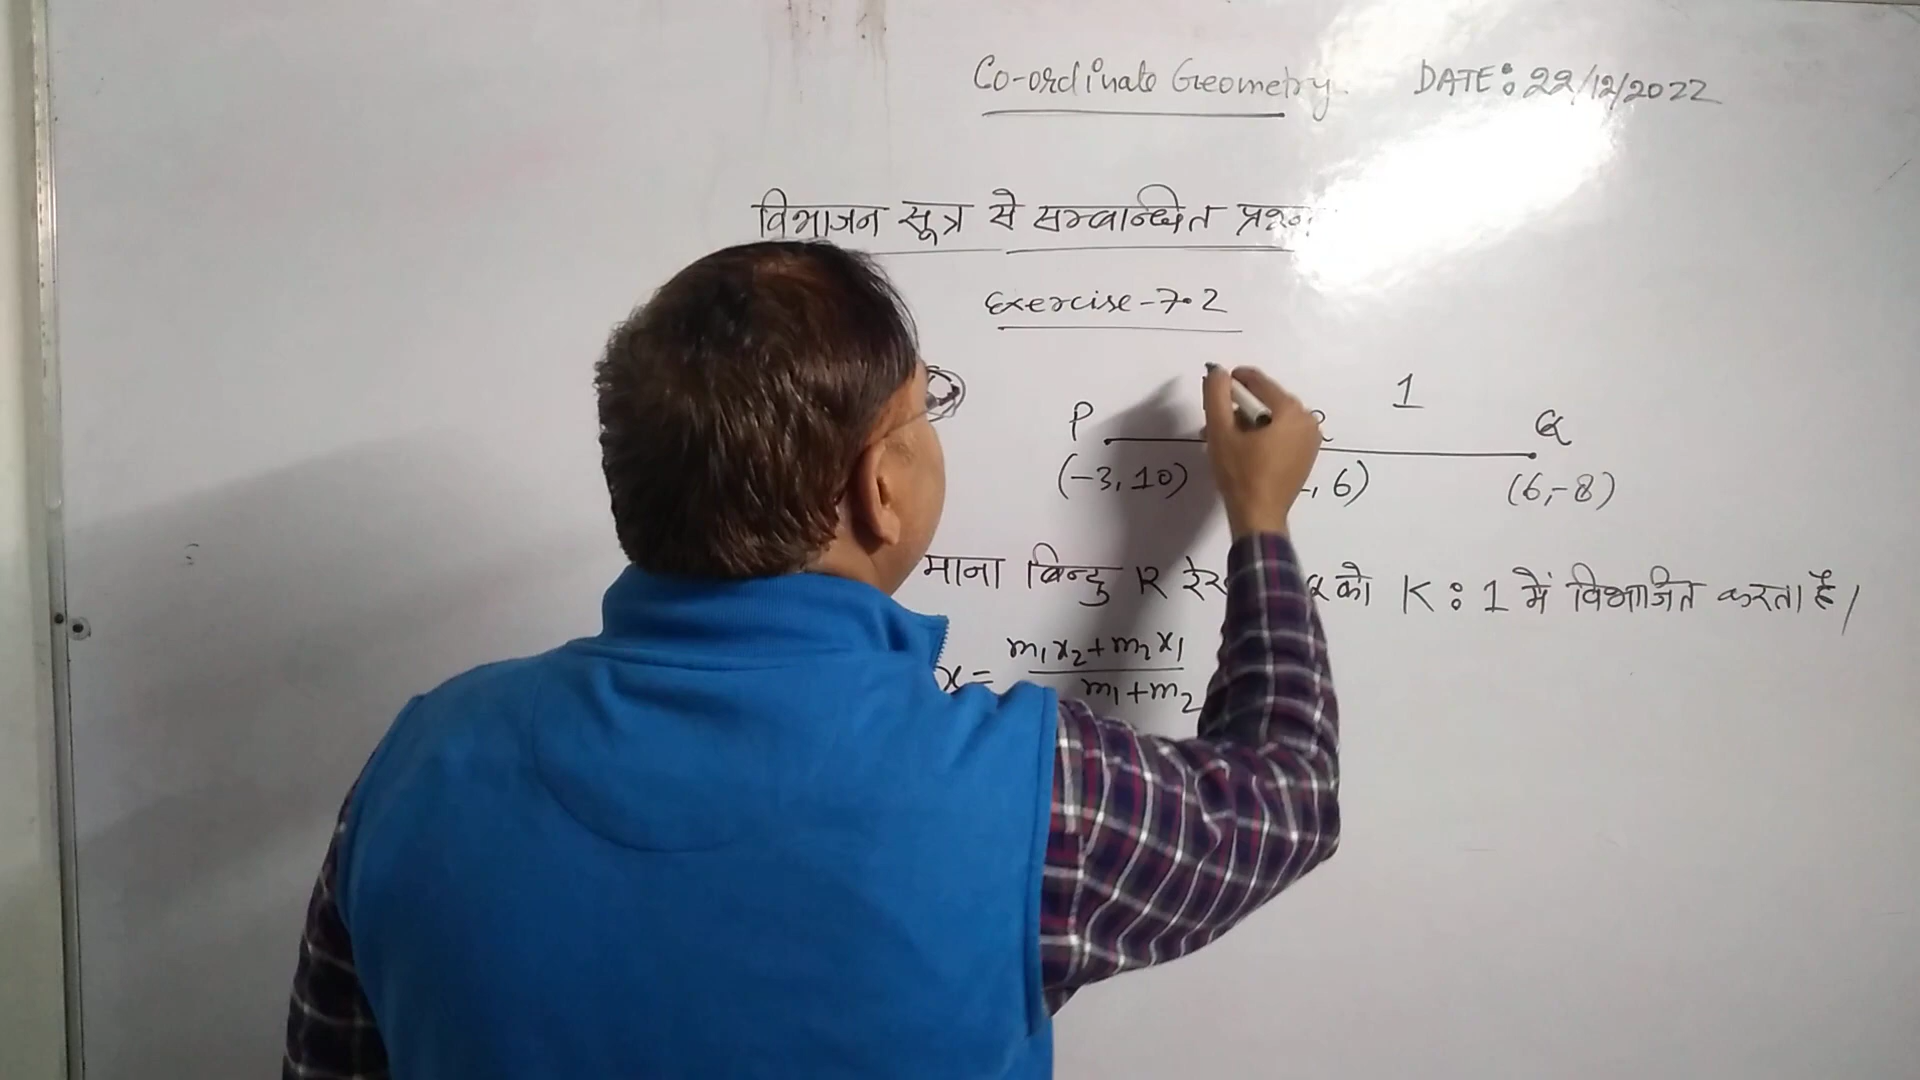 Co-ordinate Geometry. DATE: 22/12/2022
विभाजन सूत्र से सम्बन्धित प्रश्न
Exercise-7.2
1
P Q
(-3, 10) , 6) (6,-8)
माना बिन्दु R को K : 1 में विभाजित करता है।
x = m₁x₂+m₂x₁
m₁+m₂